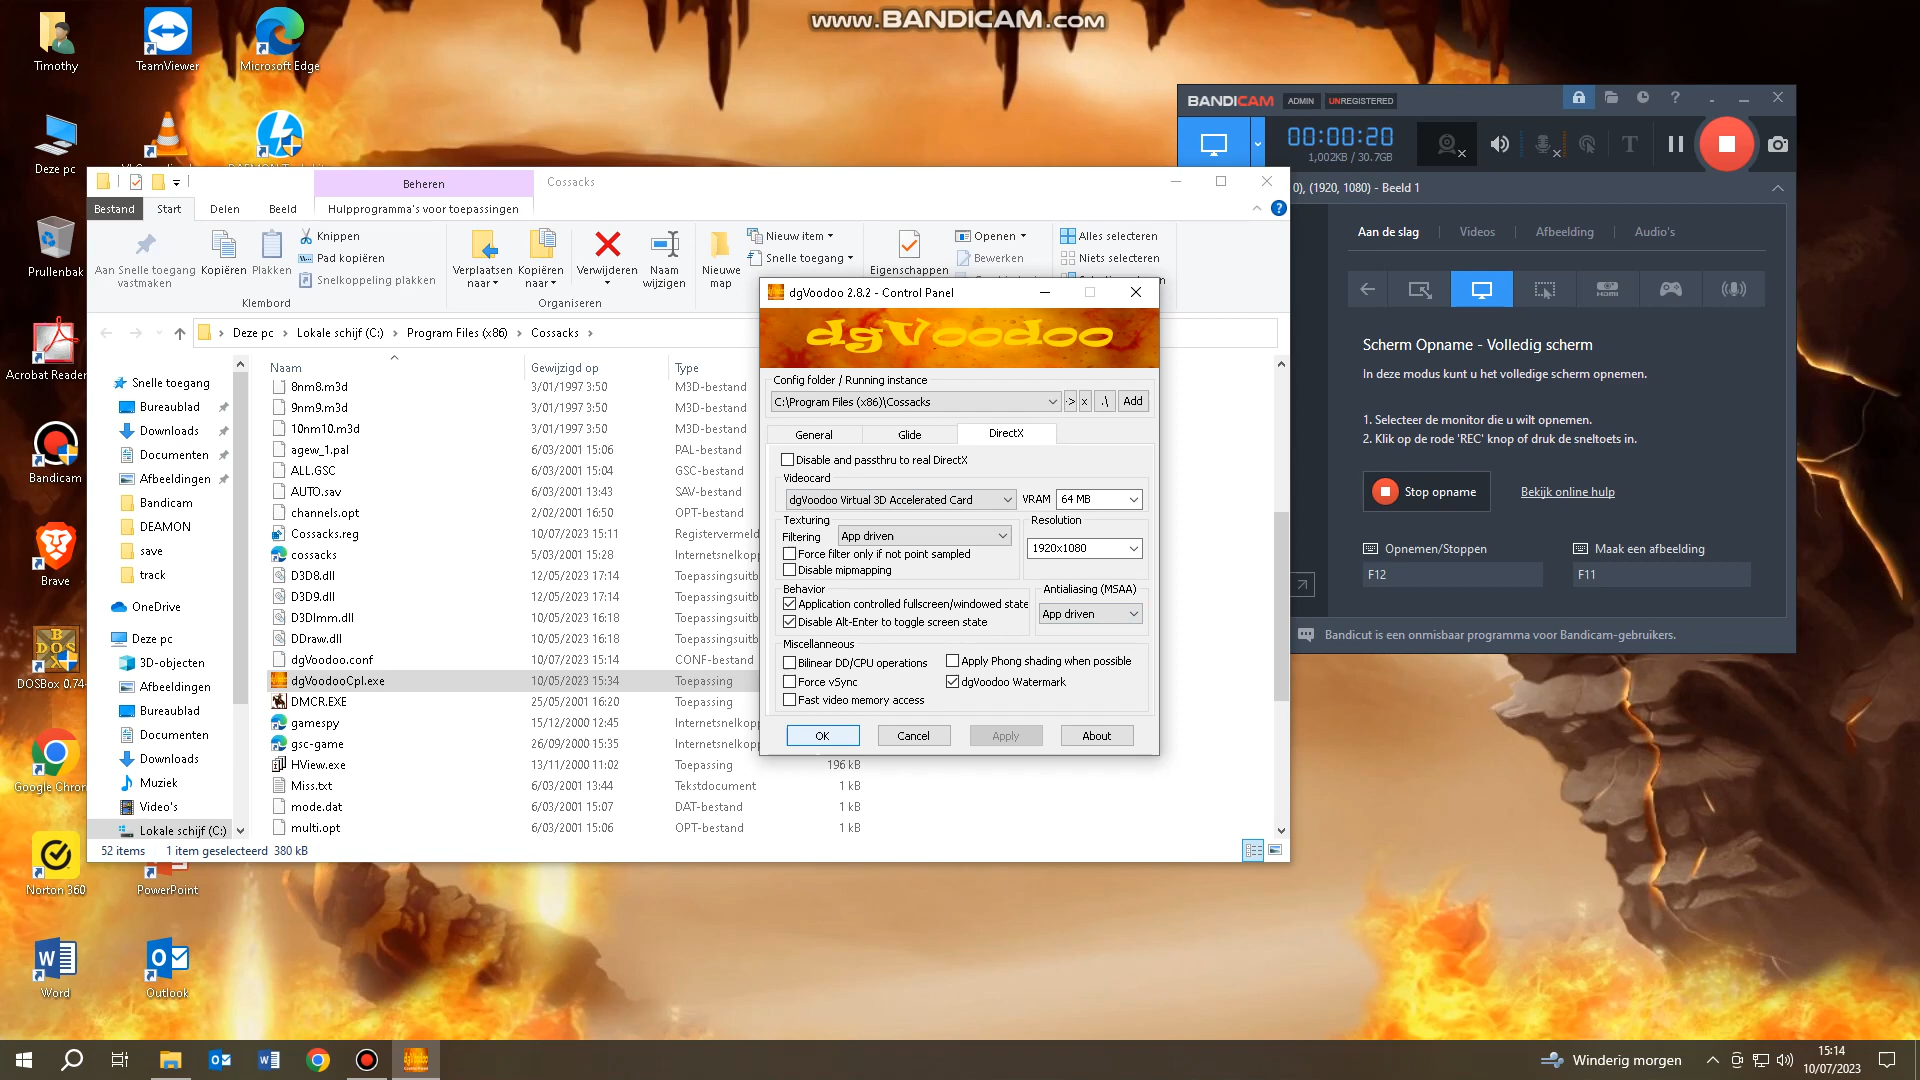 www.BANDICAM.com
Timothy
TeamViewer
Microsoft Edge
Deze pc
Prullenbak
Acrobat Reader
Bandicam
Brave
DOSBox 0.74-
Google Chron
Norton 360
PowerPoint
Word
Outlook
BANDICAM
ADMIN
UNREGISTERED
00:00:20
1,002KB / 30.7GB
0), (1920, 1080) - Beeld 1
Aan de slag
Videos
Afbeelding
Audio's
HDMI
Scherm Opname - Volledig scherm
In deze modus kunt u het volledige scherm opnemen.
1. Selecteer de monitor die u wilt opnemen.
2. Klik op de rode 'REC' knop of druk de sneltoets in.
Stop opname
Bekijk online hulp
Opnemen/Stoppen
Maak een afbeelding
F12
F11
Bandicut is een onmisbaar programma voor Bandicam-gebruikers.
Beheren
Cossacks
Bestand
Start
Delen
Beeld
Hulpprogramma's voor toepassingen
Aan Snelle toegang vastmaken
Kopiëren
Plakken
Knippen
Pad kopiëren
Snelkoppeling plakken
Klembord
Verplaatsen naar
Kopiëren naar
Verwijderen
Naam wijzigen
Organiseren
Nieuwe map
Nieuw item
Snelle toegang
Eigenschappen
Openen
Bewerken
Alles selecteren
Niets selecteren
Deze pc
Lokale schijf (C:)
Program Files (x86)
Cossacks
Snelle toegang
Bureaublad
Downloads
Documenten
Afbeeldingen
Bandicam
DEAMON
save
track
OneDrive
Deze pc
3D-objecten
Afbeeldingen
Bureaublad
Documenten
Downloads
Muziek
Video's
Lokale schijf (C:)
Naam Gewijzigd op Type
8nm8.m3d 3/01/1997 3:50 M3D-bestand
9nm9.m3d 3/01/1997 3:50 M3D-bestand
10nm10.m3d 3/01/1997 3:50 M3D-bestand
agew_1.pal 6/03/2001 15:06 PAL-bestand
ALL.GSC 6/03/2001 15:04 GSC-bestand
AUTO.sav 6/03/2001 13:43 SAV-bestand
channels.opt 2/02/2001 16:50 OPT-bestand
Cossacks.reg 10/07/2023 15:11 Registervermeld
cossacks 5/03/2001 15:28 Internetsnelkop
D3D8.dll 12/05/2023 17:14 Toepassingsuitb
D3D9.dll 12/05/2023 17:14 Toepassingsuitb
D3DImm.dll 10/05/2023 16:18 Toepassingsuitb
DDraw.dll 10/05/2023 16:18 Toepassingsuitb
dgVoodoo.conf 10/07/2023 15:14 CONF-bestand
dgVoodooCpl.exe 10/05/2023 15:34 Toepassing
DMCR.EXE 25/05/2001 16:20 Toepassing
gamespy 15/12/2000 12:45 Internetsnelkop
gsc-game 26/09/2000 15:35 Internetsnelkop
HView.exe 13/11/2000 11:02 Toepassing 196 kB
Miss.txt 6/03/2001 13:44 Tekstdocument 1 kB
mode.dat 6/03/2001 15:07 DAT-bestand 1 kB
multi.opt 6/03/2001 15:06 OPT-bestand 1 kB
52 items 1 item geselecteerd 380 kB
dgVoodoo 2.8.2 - Control Panel
dgVoodoo
Config folder / Running instance
C:\Program Files (x86)\Cossacks
-> x .\ Add
General
Glide
DirectX
Disable and passthru to real DirectX
Videocard
dgVoodoo Virtual 3D Accelerated Card
VRAM
64 MB
Texturing
Filtering
App driven
Force filter only if not point sampled
Disable mipmapping
Resolution
1920x1080
Behavior
Application controlled fullscreen/windowed state
Disable Alt-Enter to toggle screen state
Antialiasing (MSAA)
App driven
Miscellaneous
Bilinear DD/CPU operations
Apply Phong shading when possible
Force vSync
dgVoodoo Watermark
Fast video memory access
OK
Cancel
Apply
About
Winderig morgen
15:14
10/07/2023